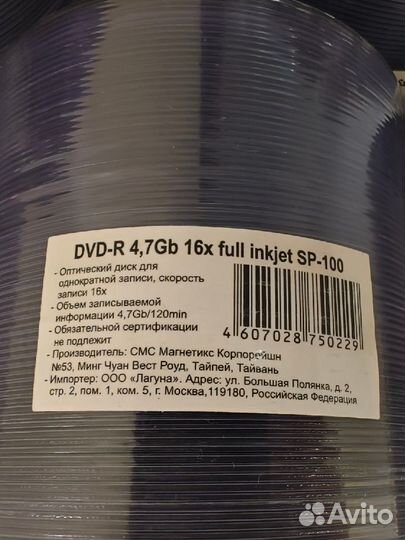 DVD-R 4,7Gb 16x full inkjet SP-100
- Оптический диск для
однократной записи, скорость
записи 16х
- Объем записываемой
информации 4,7Gb/120min
- Обязательной сертификации
не подлежит
4 607028 750229
- Производитель: СМС Магнетикс Корпорейшн
№53, Минг Чуан Вест Роуд, Тайпей, Тайвань
- Импортер: ООО «Лагуна». Адрес: ул. Большая Полянка, д. 2,
стр. 2, пом. 1, ком. 5, г. Москва,119180, Российская Федерация
Avito